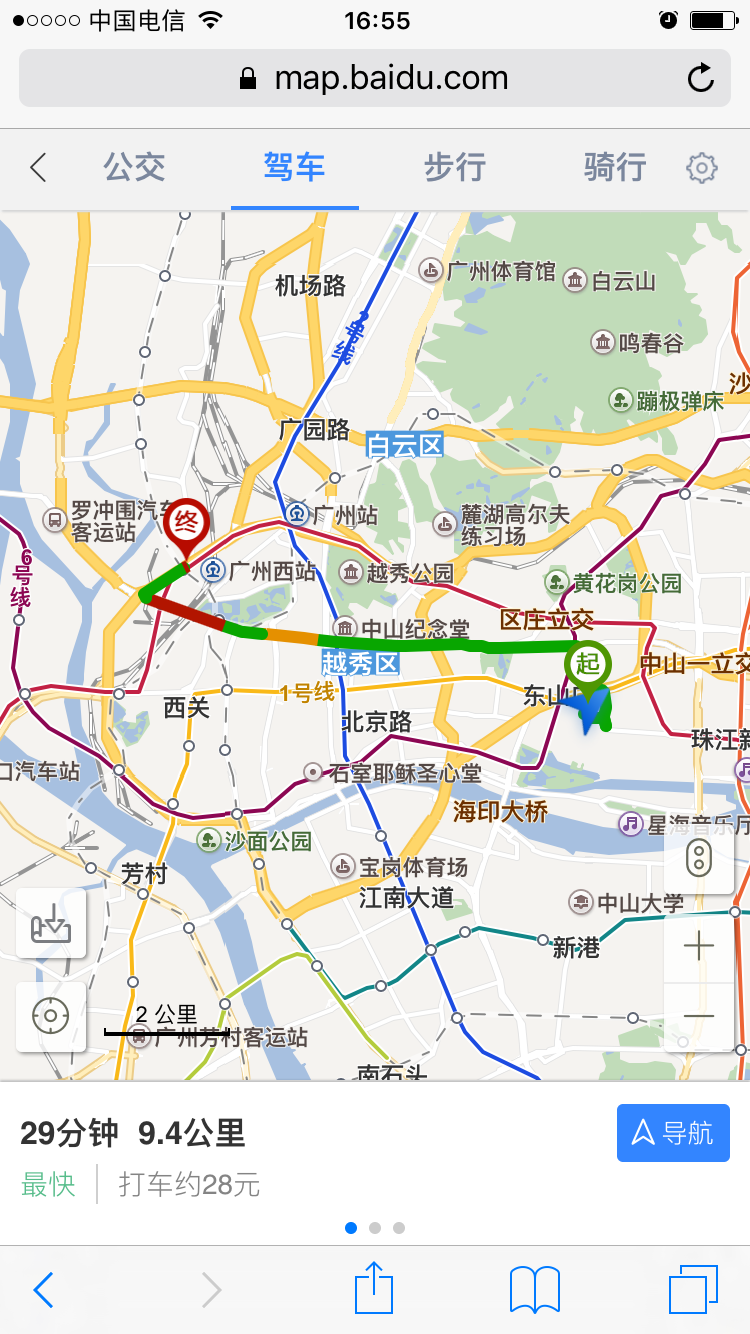 中国电信
16:55
map.baidu.com
公交
驾车
步行
骑行
广州体育馆
白云山
机场路
2号线
鸣春谷
沙
蹦极弹床
广园路
白云区
罗冲围汽车
客运站
终
广州站
麓湖高尔夫
练习场
6号线
广州西站
越秀公园
黄花岗公园
区庄立交
中山纪念堂
越秀区
起
中山一立交
1号线
东山口
西关
北京路
珠江新
口汽车站
石室耶稣圣心堂
海印大桥
星海音乐厅
沙面公园
芳村
宝岗体育场
江南大道
中山大学
新港
2 公里
广州芳村客运站
南石头
29分钟 9.4公里
导航
最快
打车约28元